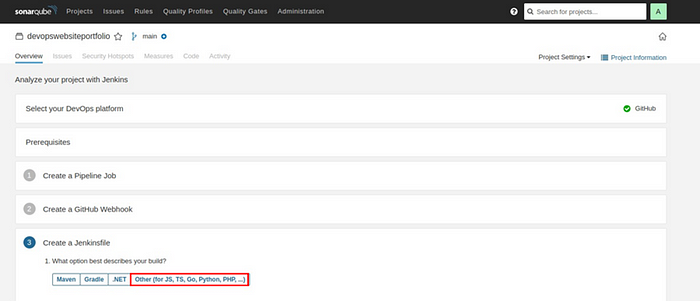 sonarqube Projects Issues Rules Quality Profiles Quality Gates Administration ? Search for projects... A
devopswebsiteportfolio main
Overview Issues Security Hotspots Measures Code Activity Project Settings Project Information
Analyze your project with Jenkins
Select your DevOps platform GitHub
Prerequisites
1 Create a Pipeline Job
2 Create a GitHub Webhook
3 Create a Jenkinsfile
1. What option best describes your build?
Maven Gradle .NET Other (for JS, TS, Go, Python, PHP, ...)